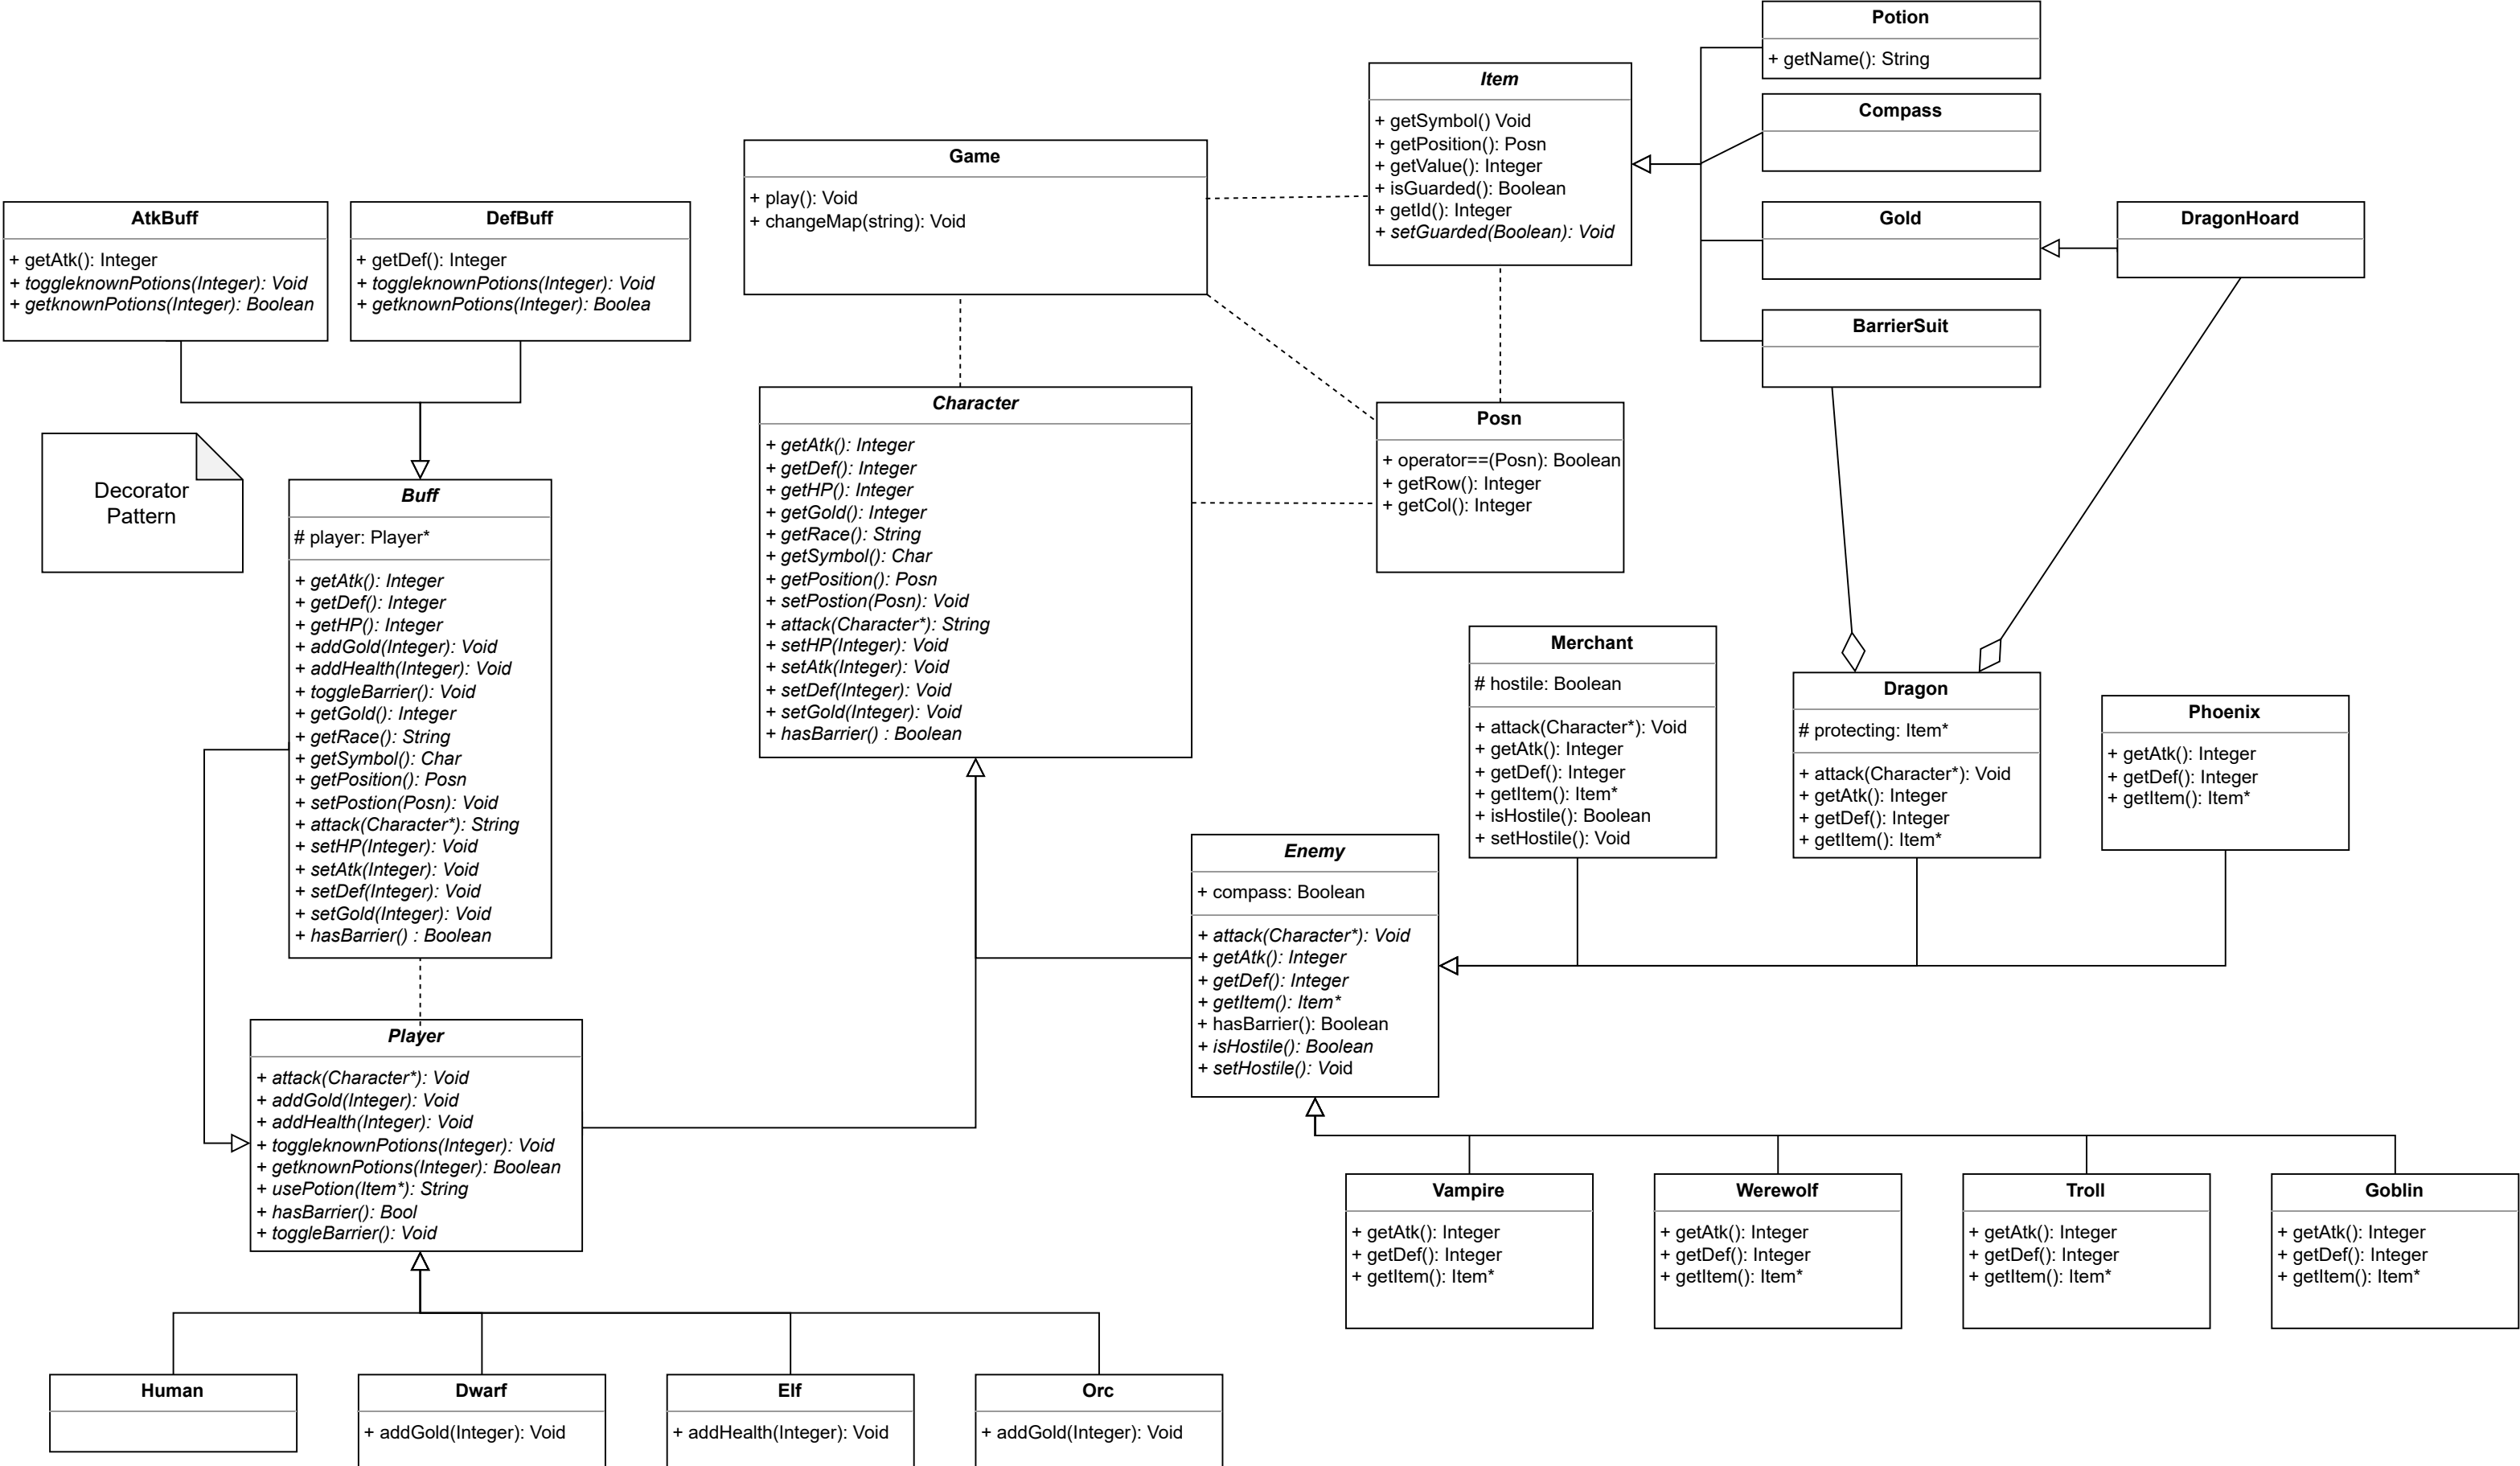 Potion
+ getName(): String
Compass
Gold
DragonHoard
BarrierSuit
Item
+ getSymbol() Void
+ getPosition(): Posn
+ getValue(): Integer
+ isGuarded(): Boolean
+ getId(): Integer
+ setGuarded(Boolean): Void
Game
+ play(): Void
+ changeMap(string): Void
AtkBuff
+ getAtk(): Integer
+ toggleknownPotions(Integer): Void
+ getknownPotions(Integer): Boolean
DefBuff
+ getDef(): Integer
+ toggleknownPotions(Integer): Void
+ getknownPotions(Integer): Boolea
Decorator
Pattern
Buff
# player: Player*
+ getAtk(): Integer
+ getDef(): Integer
+ getHP(): Integer
+ addGold(Integer): Void
+ addHealth(Integer): Void
+ toggleBarrier(): Void
+ getGold(): Integer
+ getRace(): String
+ getSymbol(): Char
+ getPosition(): Posn
+ setPostion(Posn): Void
+ attack(Character*): String
+ setHP(Integer): Void
+ setAtk(Integer): Void
+ setDef(Integer): Void
+ setGold(Integer): Void
+ hasBarrier() : Boolean
Character
+ getAtk(): Integer
+ getDef(): Integer
+ getHP(): Integer
+ getGold(): Integer
+ getRace(): String
+ getSymbol(): Char
+ getPosition(): Posn
+ setPostion(Posn): Void
+ attack(Character*): String
+ setHP(Integer): Void
+ setAtk(Integer): Void
+ setDef(Integer): Void
+ setGold(Integer): Void
+ hasBarrier() : Boolean
Posn
+ operator==(Posn): Boolean
+ getRow(): Integer
+ getCol(): Integer
Merchant
# hostile: Boolean
+ attack(Character*): Void
+ getAtk(): Integer
+ getDef(): Integer
+ getItem(): Item*
+ isHostile(): Boolean
+ setHostile(): Void
Dragon
# protecting: Item*
+ attack(Character*): Void
+ getAtk(): Integer
+ getDef(): Integer
+ getItem(): Item*
Phoenix
+ getAtk(): Integer
+ getDef(): Integer
+ getItem(): Item*
Enemy
+ compass: Boolean
+ attack(Character*): Void
+ getAtk(): Integer
+ getDef(): Integer
+ getItem(): Item*
+ hasBarrier(): Boolean
+ isHostile(): Boolean
+ setHostile(): Void
Player
+ attack(Character*): Void
+ addGold(Integer): Void
+ addHealth(Integer): Void
+ toggleknownPotions(Integer): Void
+ getknownPotions(Integer): Boolean
+ usePotion(Item*): String
+ hasBarrier(): Bool
+ toggleBarrier(): Void
Vampire
+ getAtk(): Integer
+ getDef(): Integer
+ getItem(): Item*
Werewolf
+ getAtk(): Integer
+ getDef(): Integer
+ getItem(): Item*
Troll
+ getAtk(): Integer
+ getDef(): Integer
+ getItem(): Item*
Goblin
+ getAtk(): Integer
+ getDef(): Integer
+ getItem(): Item*
Human
Dwarf
+ addGold(Integer): Void
Elf
+ addHealth(Integer): Void
Orc
+ addGold(Integer): Void